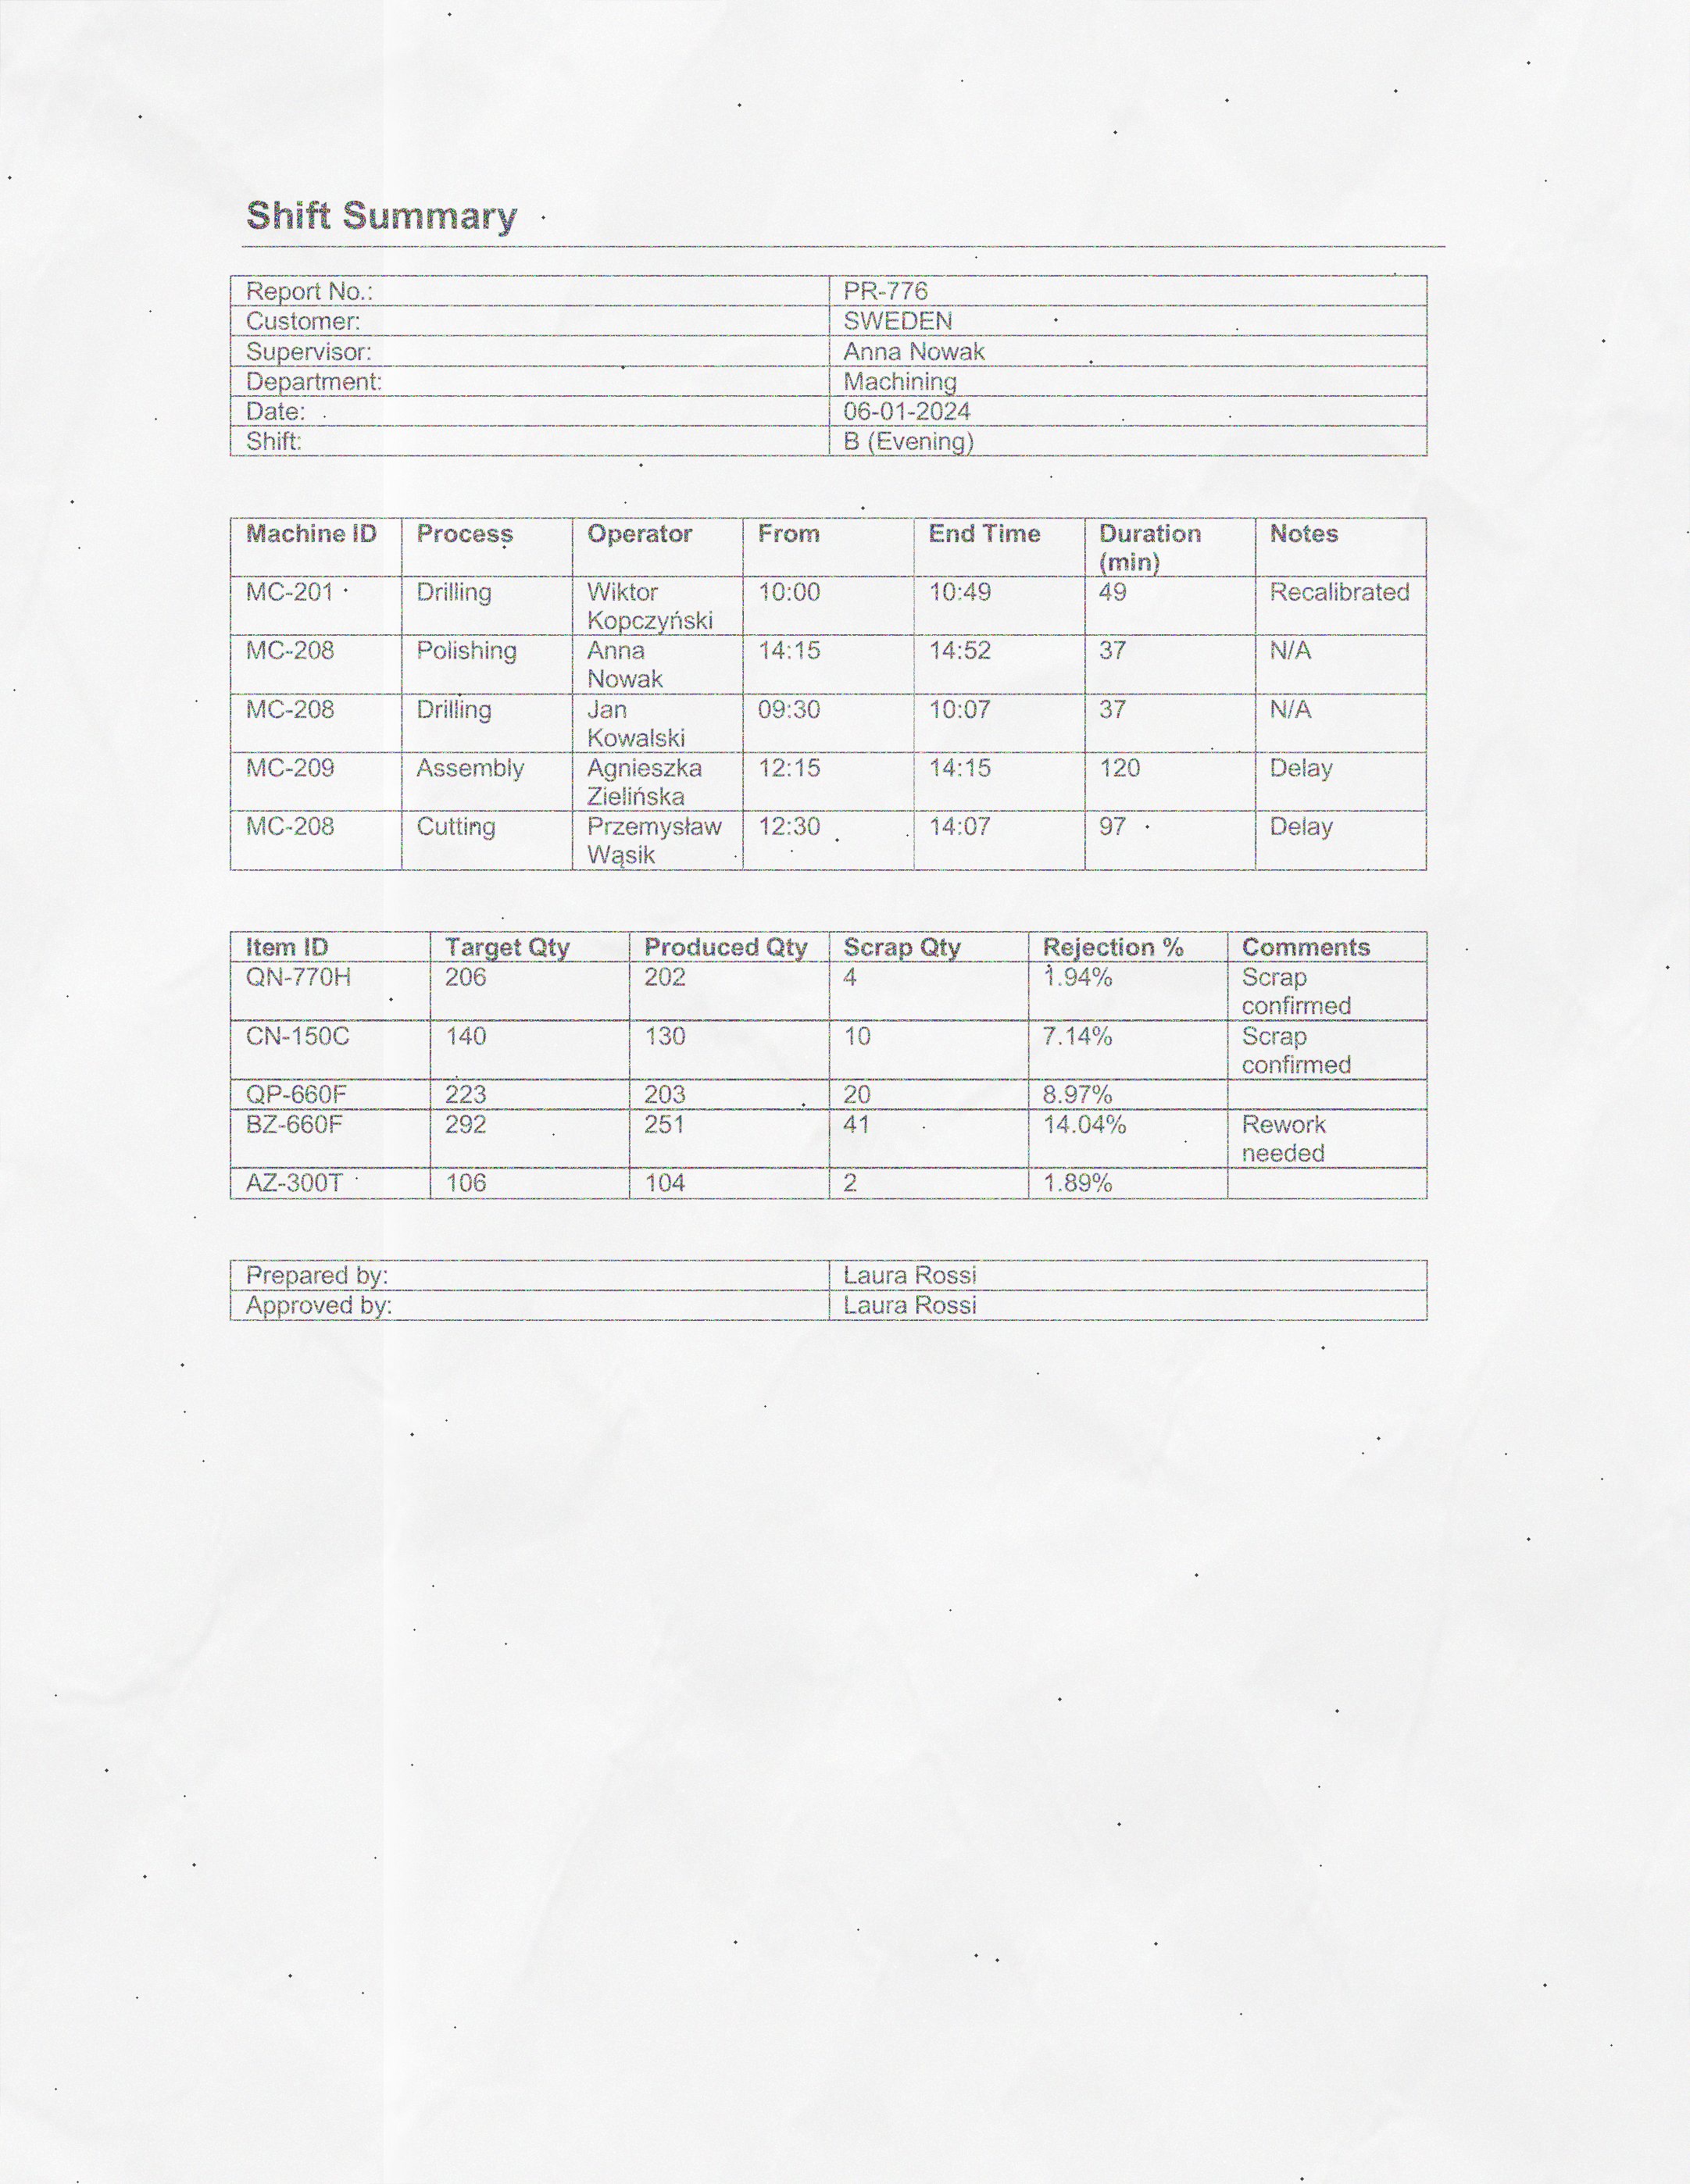 Shift Summary
Report No.: PR-776
Customer: SWEDEN
Supervisor: Anna Nowak
Department: Machining
Date: 06-01-2024
Shift: B (Evening)
Machine ID Process Operator From End Time Duration (min) Notes
MC-201 Drilling Wiktor Kopczyński 10:00 10:49 49 Recalibrated
MC-208 Polishing Anna Nowak 14:15 14:52 37 N/A
MC-208 Drilling Jan Kowalski 09:30 10:07 37 N/A
MC-209 Assembly Agnieszka Zielińska 12:15 14:15 120 Delay
MC-208 Cutting Przemysław Wąsik 12:30 14:07 97 Delay
Item ID Target Qty Produced Qty Scrap Qty Rejection % Comments
QN-770H 206 202 4 1.94% Scrap confirmed
CN-150C 140 130 10 7.14% Scrap confirmed
QP-660F 223 203 20 8.97%
BZ-660F 292 251 41 14.04% Rework needed
AZ-300T 106 104 2 1.89%
Prepared by: Laura Rossi
Approved by: Laura Rossi